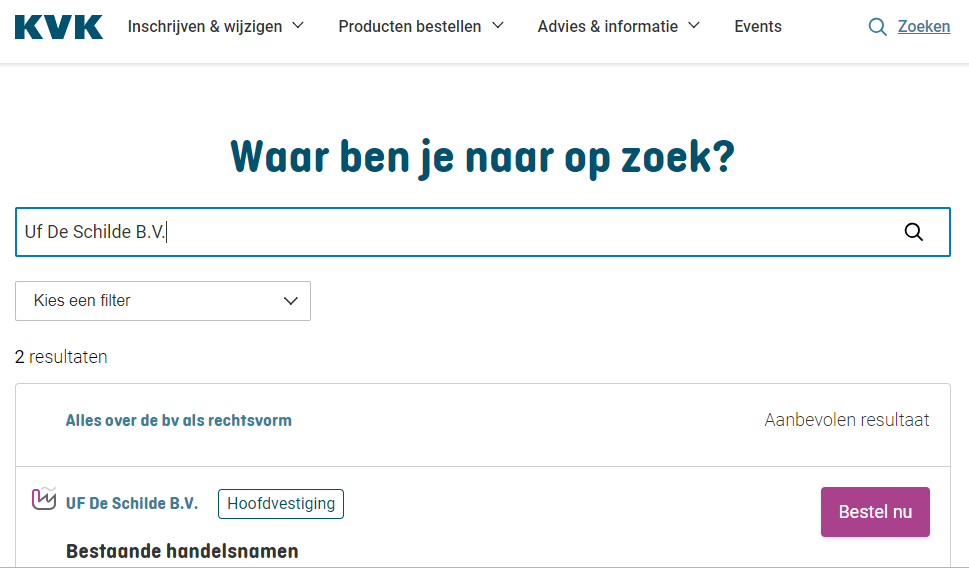 KVK Inschrijven & wijzigen Producten bestellen Advies & informatie Events Zoeken
Waar ben je naar op zoek?
Uf De Schilde B.V.
Kies een filter
2 resultaten
Alles over de bv als rechtsvorm Aanbevolen resultaat
UF De Schilde B.V. Hoofdvestiging Bestel nu
Bestaande handelsnamen